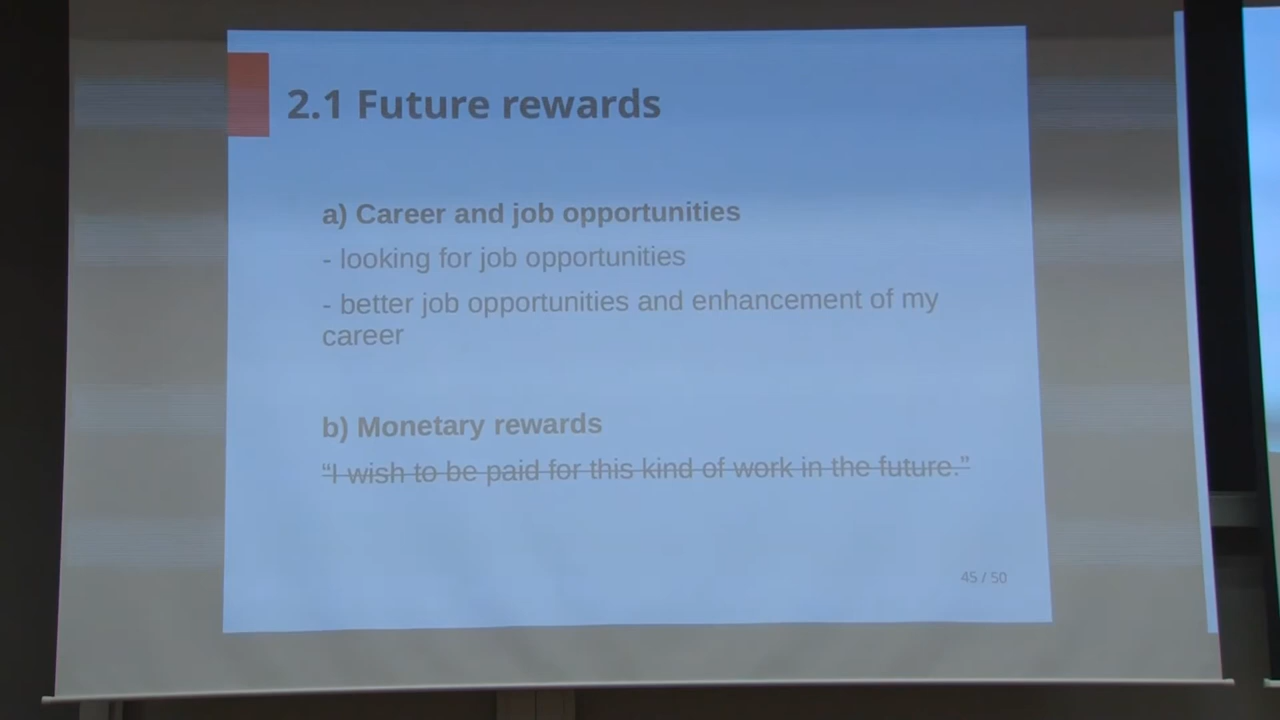 2.1 Future rewards
a) Career and job opportunities
- looking for job opportunities
- better job opportunities and enhancement of my
career
b) Monetary rewards
“I wish to be paid for this kind of work in the future.”
45 / 50